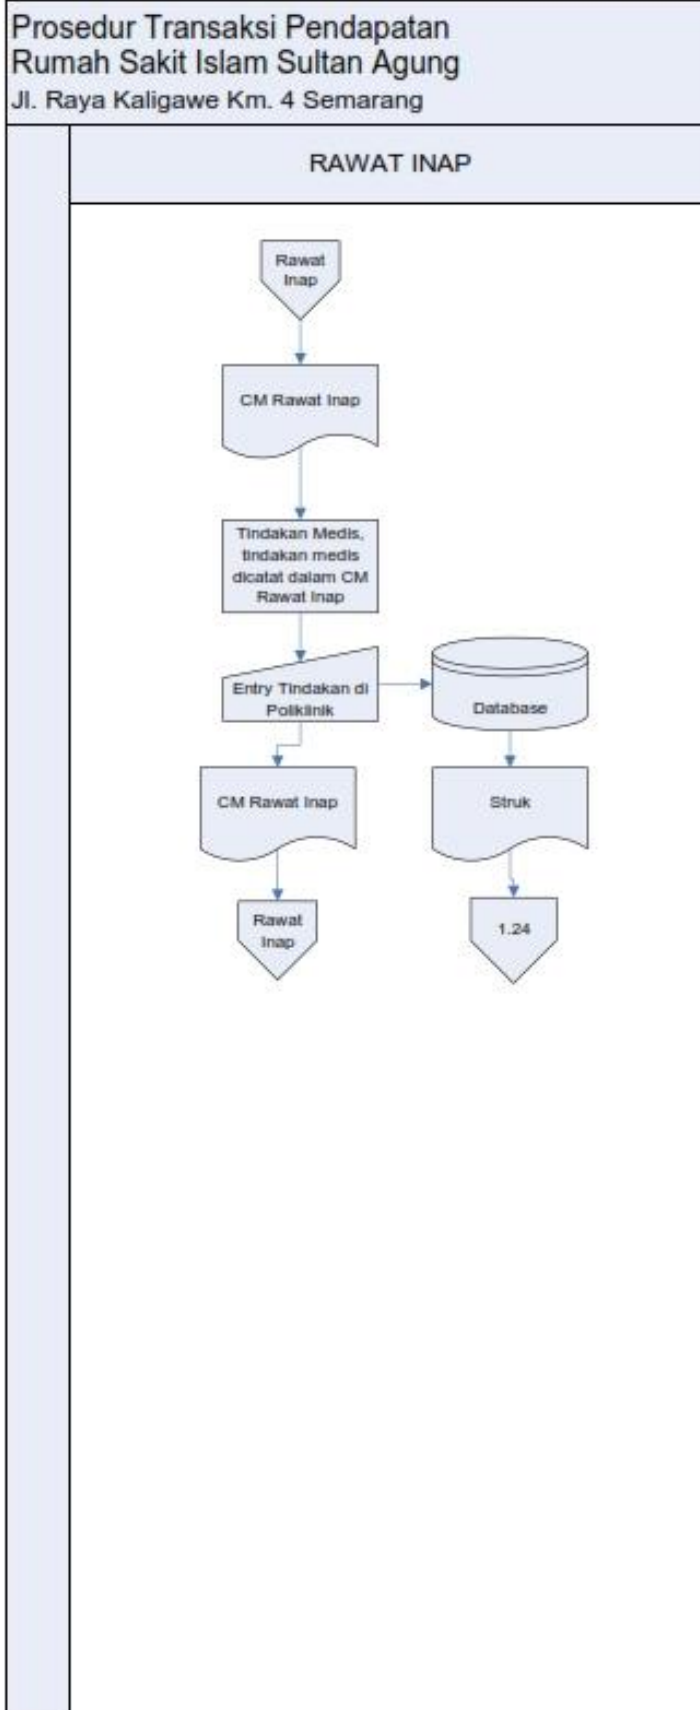 Prosedur Transaksi Pendapatan
Rumah Sakit Islam Sultan Agung
Jl. Raya Kaligawe Km. 4 Semarang
RAWAT INAP
Rawat
Inap
CM Rawat Inap
Tindakan Medis,
tindakan medis
dicatat dalam CM
Rawat Inap
Entry Tindakan di
Poliklinik
Database
CM Rawat Inap
Struk
Rawat
Inap
1.24